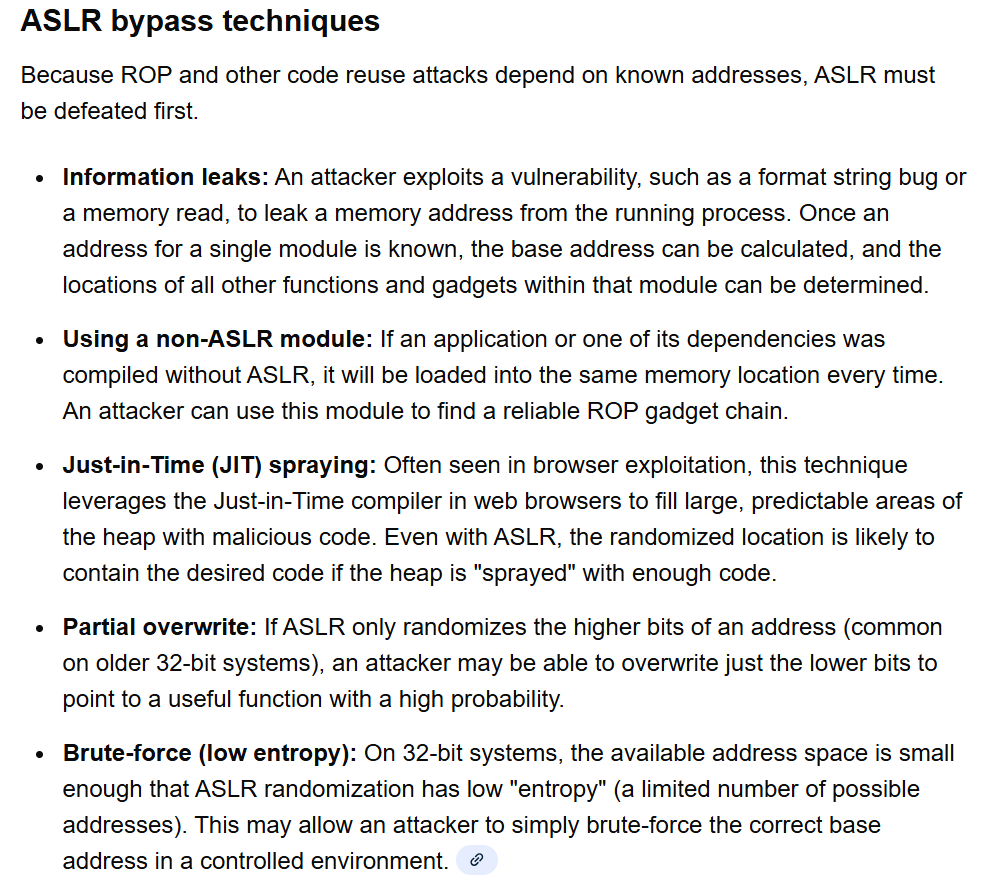 ASLR bypass techniques
Because ROP and other code reuse attacks depend on known addresses, ASLR must
be defeated first.
• Information leaks: An attacker exploits a vulnerability, such as a format string bug or
a memory read, to leak a memory address from the running process. Once an
address for a single module is known, the base address can be calculated, and the
locations of all other functions and gadgets within that module can be determined.
• Using a non-ASLR module: If an application or one of its dependencies was
compiled without ASLR, it will be loaded into the same memory location every time.
An attacker can use this module to find a reliable ROP gadget chain.
• Just-in-Time (JIT) spraying: Often seen in browser exploitation, this technique
leverages the Just-in-Time compiler in web browsers to fill large, predictable areas of
the heap with malicious code. Even with ASLR, the randomized location is likely to
contain the desired code if the heap is "sprayed" with enough code.
• Partial overwrite: If ASLR only randomizes the higher bits of an address (common
on older 32-bit systems), an attacker may be able to overwrite just the lower bits to
point to a useful function with a high probability.
• Brute-force (low entropy): On 32-bit systems, the available address space is small
enough that ASLR randomization has low "entropy" (a limited number of possible
addresses). This may allow an attacker to simply brute-force the correct base
address in a controlled environment.